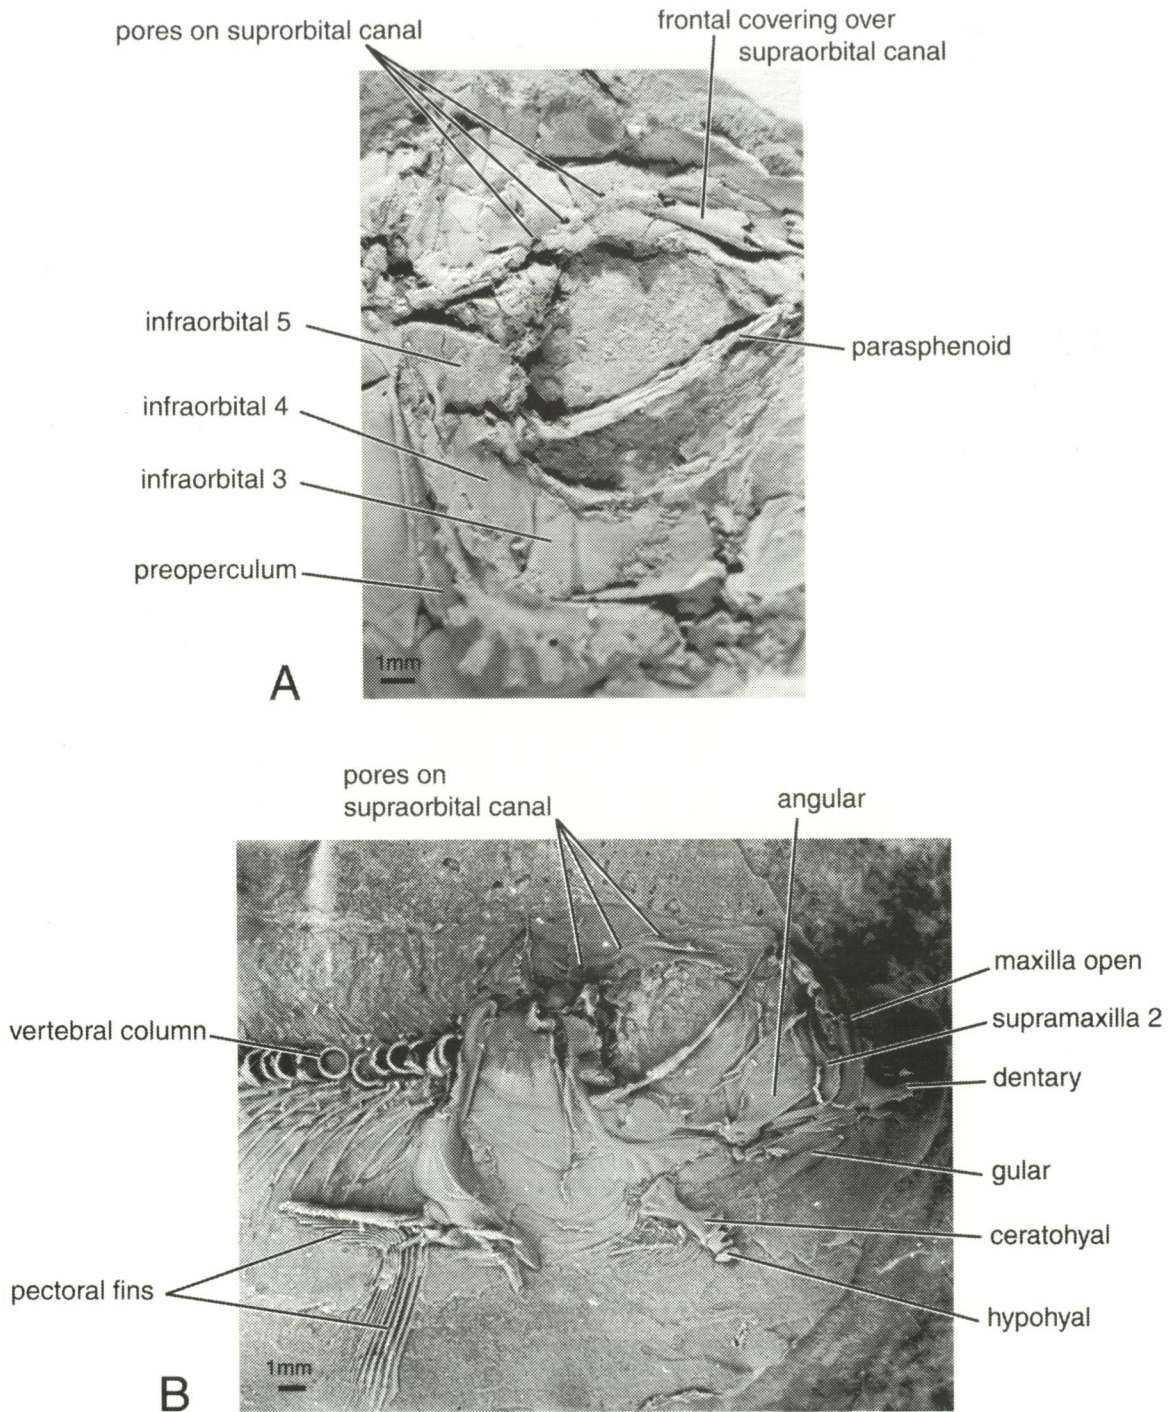 pores on suprorbital canal
frontal covering over
supraorbital canal
infraorbital 5
parasphenoid
infraorbital 4
infraorbital 3
preoperculum
1mm
A
pores on
supraorbital canal
angular
maxilla open
supramaxilla 2
vertebral column
dentary
gular
ceratohyal
pectoral fins
hypohyal
1mm
B